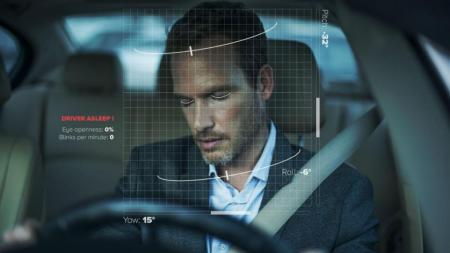 Pitch: -32°
DRIVER ASLEEP !
Eye openness: 0%
Blinks per minute: 0
Roll: -6°
Yaw: 15°